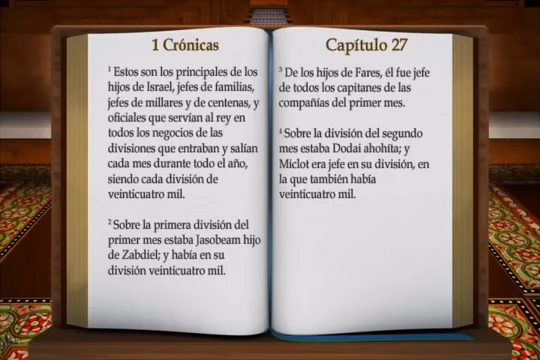 1 Crónicas
¹ Estos son los principales de los
hijos de Israel, jefes de familias,
jefes de millares y de centenas, y
oficiales que servían al rey en
todos los negocios de las
divisiones que entraban y salían
cada mes durante todo el año,
siendo cada división de
veinticuatro mil.
² Sobre la primera división del
primer mes estaba Jasobeam hijo
de Zabdiel; y había en su
división veinticuatro mil.
Capítulo 27
³ De los hijos de Fares, él fue jefe
de todos los capitanes de las
compañías del primer mes.
⁴ Sobre la división del segundo
mes estaba Dodai ahohíta; y
Miclot era jefe en su división, en
la que también había
veinticuatro mil.